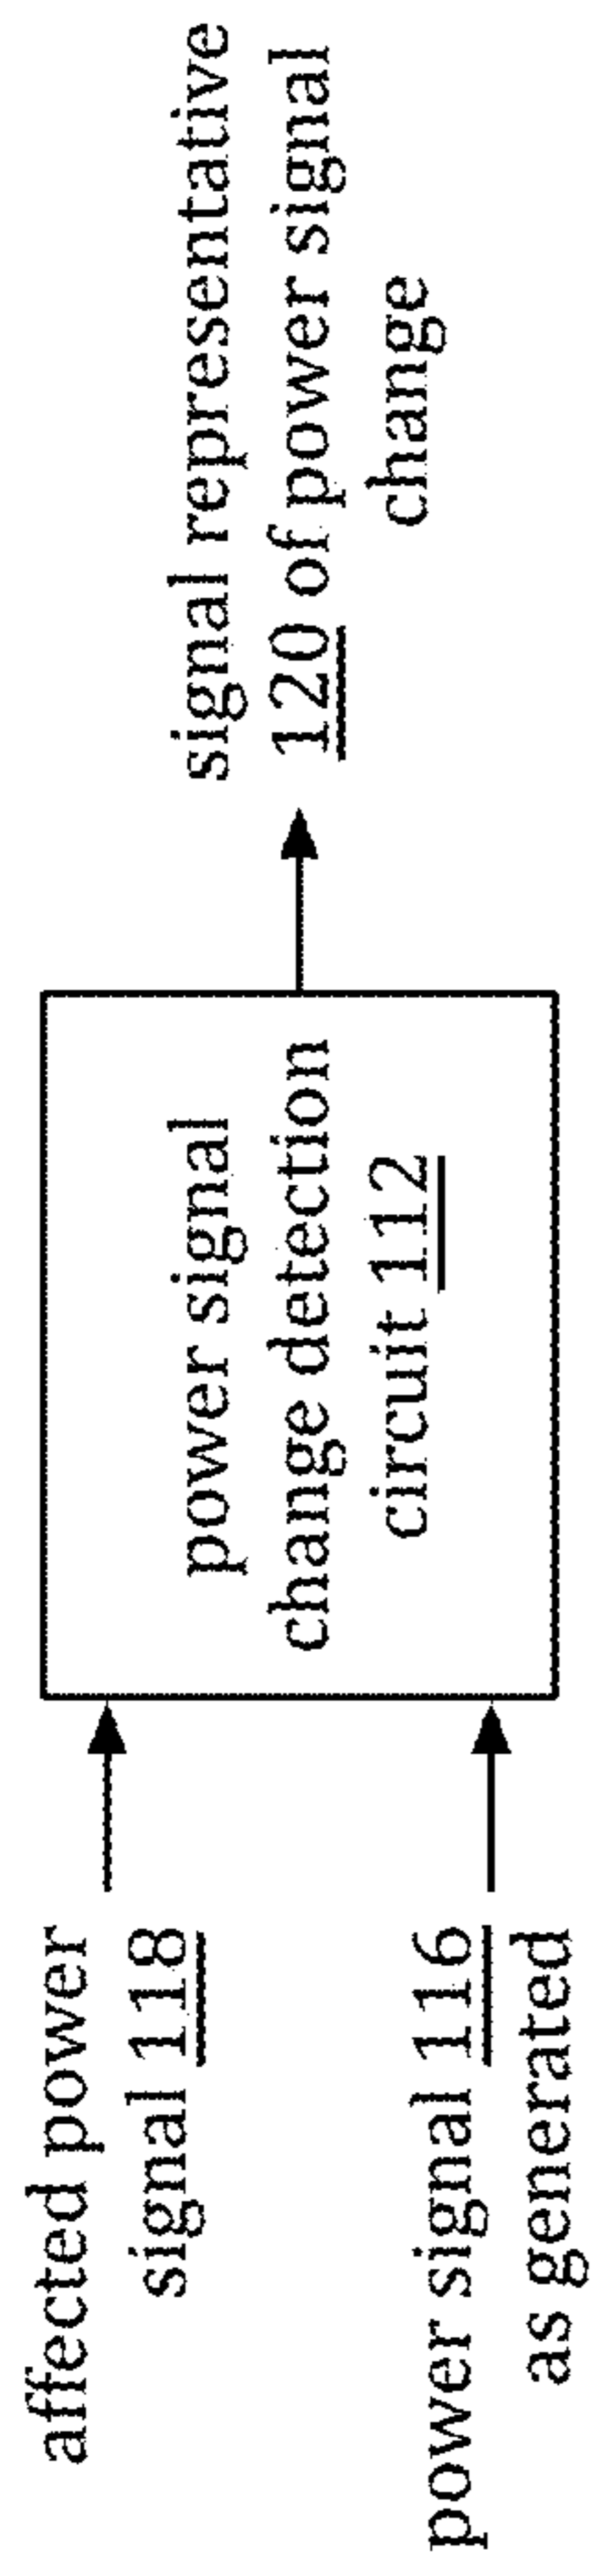 affected power
signal 118
power signal 116
as generated
power signal
change detection
circuit 112
signal representative
120 of power signal
change